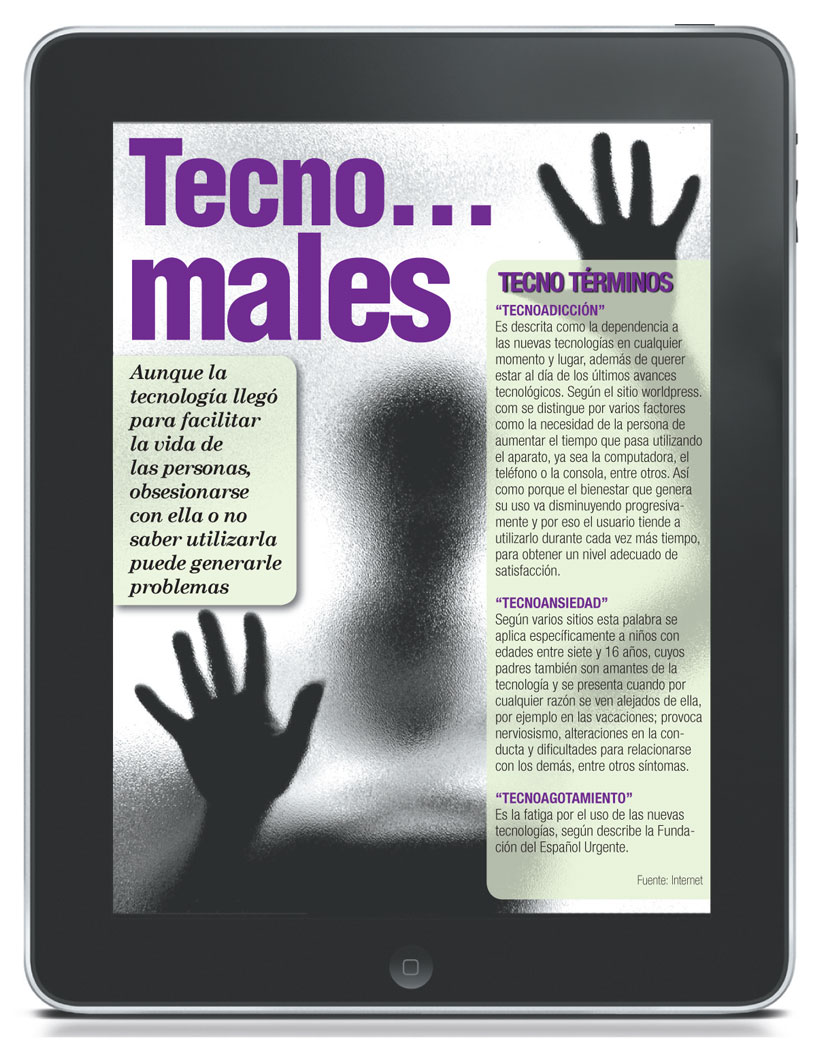 Tecno...
males
Aunque la
tecnología llegó
para facilitar
la vida de
las personas,
obsesionarse
con ella o no
saber utilizarla
puede generarle
problemas
TECNO TÉRMINOS
“TECNOADICCIÓN”
Es descrita como la dependencia a
las nuevas tecnologías en cualquier
momento y lugar, además de querer
estar al día de los últimos avances
tecnológicos. Según el sitio worldpress.
com se distingue por varios factores
como la necesidad de la persona de
aumentar el tiempo que pasa utilizando
el aparato, ya sea la computadora, el
teléfono o la consola, entre otros. Así
como porque el bienestar que genera
su uso va disminuyendo progresiva-
mente y por eso el usuario tiende a
utilizarlo durante cada vez más tiempo,
para obtener un nivel adecuado de
satisfacción.
“TECNOANSIEDAD”
Según varios sitios esta palabra se
aplica específicamente a niños con
edades entre siete y 16 años, cuyos
padres también son amantes de la
tecnología y se presenta cuando por
cualquier razón se ven alejados de ella,
por ejemplo en las vacaciones; provoca
nerviosismo, alteraciones en la con-
ducta y dificultades para relacionarse
con los demás, entre otros síntomas.
“TECNOAGOTAMIENTO”
Es la fatiga por el uso de las nuevas
tecnologías, según describe la Funda-
ción del Español Urgente.
Fuente: Internet